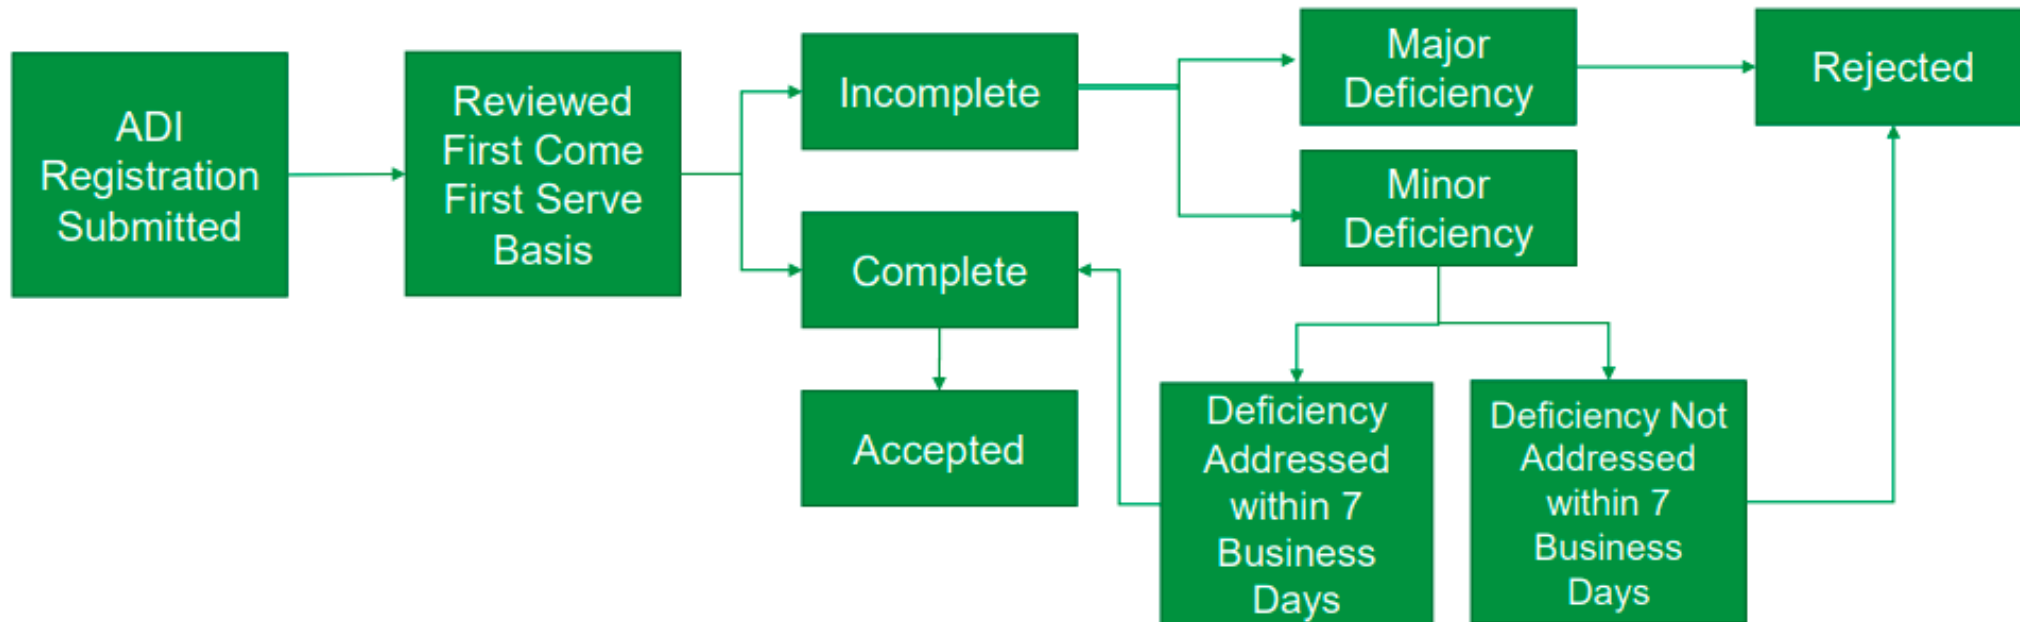 ADI
Registration
Submitted
Reviewed
First Come
First Serve
Basis
Incomplete
Complete
Accepted
Major
Deficiency
Minor
Deficiency
Rejected
Deficiency
Addressed
within 7
Business
Days
Deficiency Not
Addressed
within 7
Business
Days